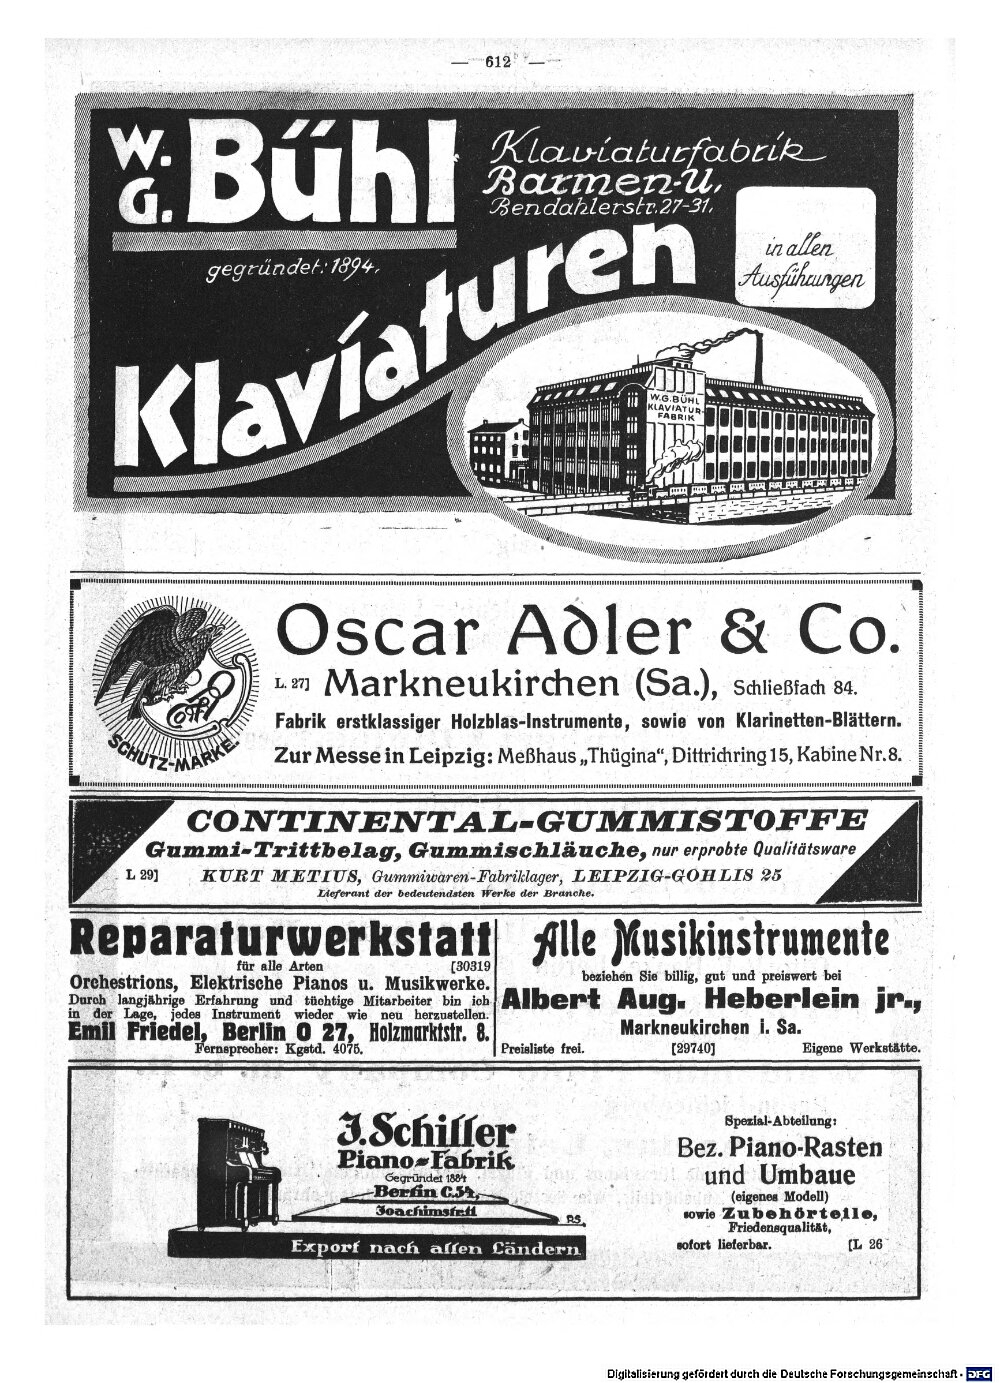 — 612 —
W. G. Bühl
Klaviaturfabrik
Barmen-U.
Bendahlerstr. 27-31.
gegründet: 1894.
in allen
Ausführungen
Klaviaturen
W. G. BÜHL
KLAVIATUR-
FABRIK
SCHUTZ-MARKE.
Oscar Adler & Co.
L. 27] Markneukirchen (Sa.), Schließfach 84.
Fabrik erstklassiger Holzblas-Instrumente, sowie von Klarinetten-Blättern.
Zur Messe in Leipzig: Meßhaus „Thügina“, Dittrichring 15, Kabine Nr. 8.
CONTINENTAL-GUMMISTOFFE
Gummi-Trittbelag, Gummischläuche, nur erprobte Qualitätsware
L 29] KURT METIUS, Gummiwaren-Fabriklager, LEIPZIG-GOHLIS 25
Lieferant der bedeutendsten Werke der Branche.
Reparaturwerkstatt
für alle Arten [30319
Orchestrions, Elektrische Pianos u. Musikwerke.
Durch langjährige Erfahrung und tüchtige Mitarbeiter bin ich
in der Lage, jedes Instrument wieder wie neu herzustellen.
Emil Friedel, Berlin O 27, Holzmarktstr. 8.
Fernsprecher: Kgstd. 4075.
Alle Musikinstrumente
beziehen Sie billig, gut und preiswert bei
Albert Aug. Heberlein jr.,
Markneukirchen i. Sa.
Preisliste frei. [29740] Eigene Werkstätte.
J. Schiller
Piano-Fabrik
Gegründet 1884
Berlin C. 54,
Joachimstr. 11
RS.
Export nach allen Ländern
Spezial-Abteilung:
Bez. Piano-Rasten
und Umbaue
(eigenes Modell)
sowie Zubehörteile,
Friedensqualität,
sofort lieferbar. [L 26
Digitalisierung gefördert durch die Deutsche Forschungsgemeinschaft - DFG